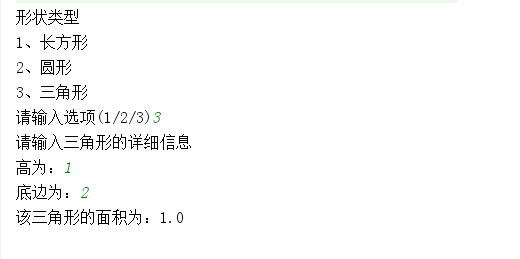 形状类型
1、长方形
2、圆形
3、三角形
请输入选项(1/2/3)3
请输入三角形的详细信息
高为：1
底边为：2
该三角形的面积为：1.0